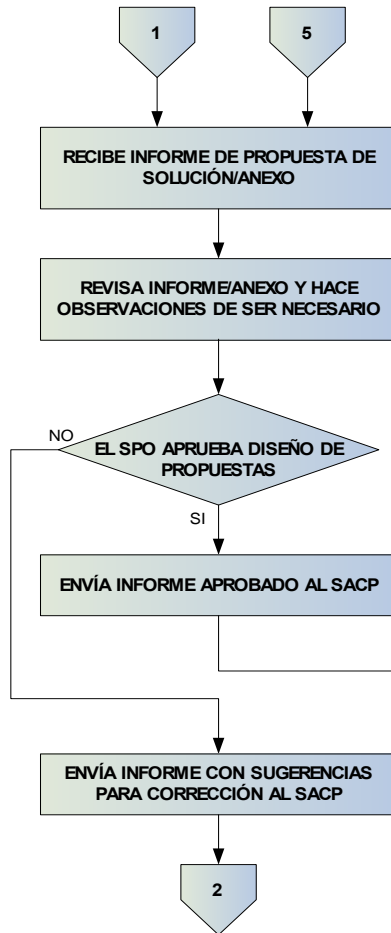 1
5
RECIBE INFORME DE PROPUESTA DE
SOLUCIÓN/ANEXO
REVISA INFORME/ANEXO Y HACE
OBSERVACIONES DE SER NECESARIO
NO
EL SPO APRUEBA DISEÑO DE
PROPUESTAS
SI
ENVÍA INFORME APROBADO AL SACP
ENVÍA INFORME CON SUGERENCIAS
PARA CORRECCIÓN AL SACP
2